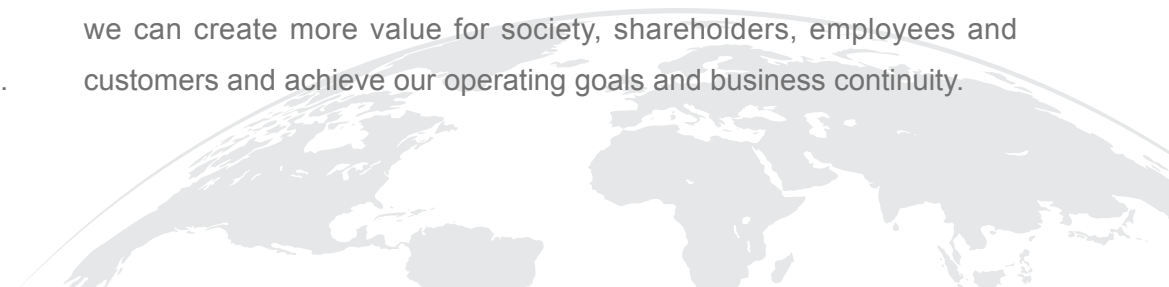 we can create more value for society, shareholders, employees and
. customers and achieve our operating goals and business continuity.